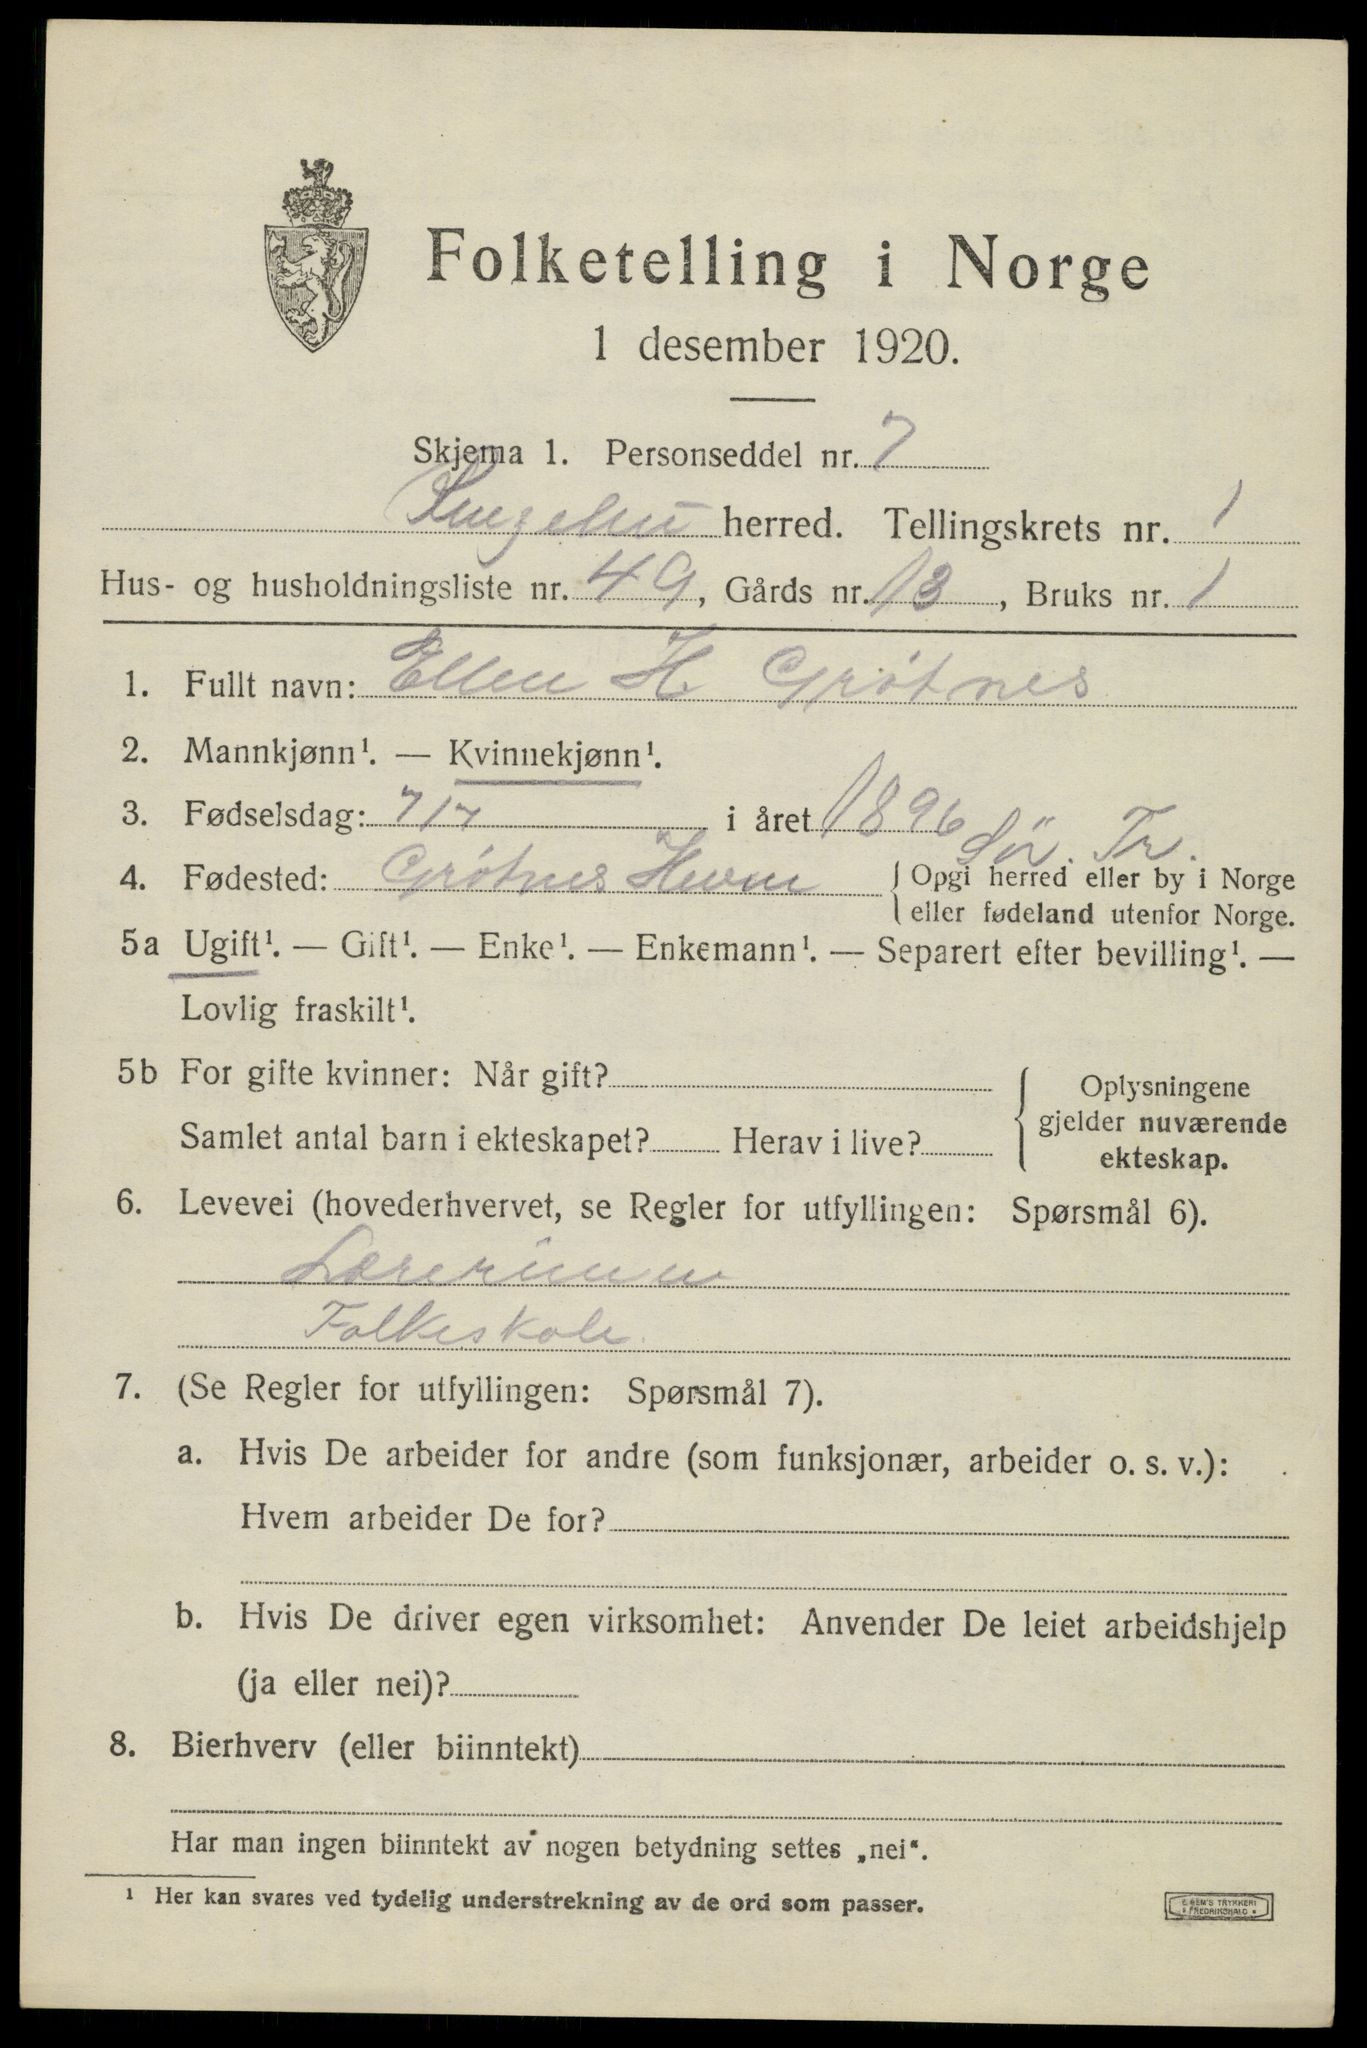 Folketelling i Norge
1 desember 1920.
Skjema 1. Personseddel nr. 7
herred. Tellingskrets nr. 1
Hus- og husholdningsliste nr. 49, Gårds nr. 13, Bruks nr. 1
1. Fullt navn: Ellen H. Grøtnes
2. Mannkjønn¹. — Kvinnekjønn¹.
3. Fødselsdag: 7/7 i året 1896
Sör. Tr.
4. Fødested: Grøtnes Hevne { Opgi herred eller by i Norge
eller fødeland utenfor Norge.
5a Ugift¹. — Gift¹. — Enke¹. — Enkemann¹. — Separert efter bevilling¹. —
Lovlig fraskilt¹.
5b For gifte kvinner: Når gift? { Oplysningene
gjelder nuværende
ekteskap.
Samlet antal barn i ekteskapet? Herav i live?
6. Levevei (hovederhvervet, se Regler for utfyllingen: Spørsmål 6).
Lærerinne
Folkeskole.
7. (Se Regler for utfyllingen: Spørsmål 7).
a. Hvis De arbeider for andre (som funksjonær, arbeider o. s. v.):
Hvem arbeider De for?
b. Hvis De driver egen virksomhet: Anvender De leiet arbeidshjelp
(ja eller nei)?
8. Bierhverv (eller biinntekt)
Har man ingen biinntekt av nogen betydning settes „nei“.
¹ Her kan svares ved tydelig understrekning av de ord som passer.
E. SEM'S TRYKKERI
FREDRIKSHALD